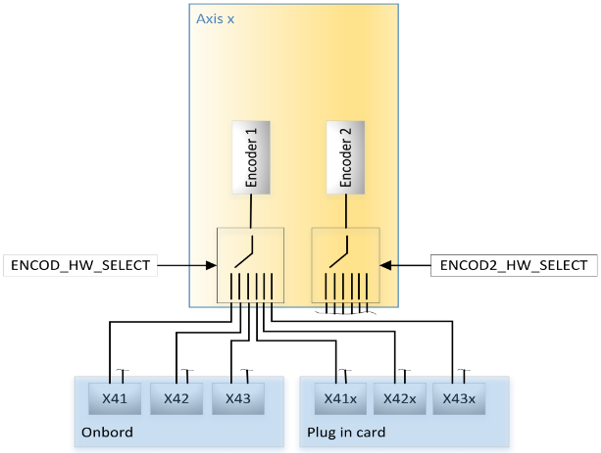 Axis x
Encoder 1
Encoder 2
ENCOD_HW_SELECT
ENCOD2_HW_SELECT
X41
X42
X43
X41x
X42x
X43x
Onbord
Plug in card